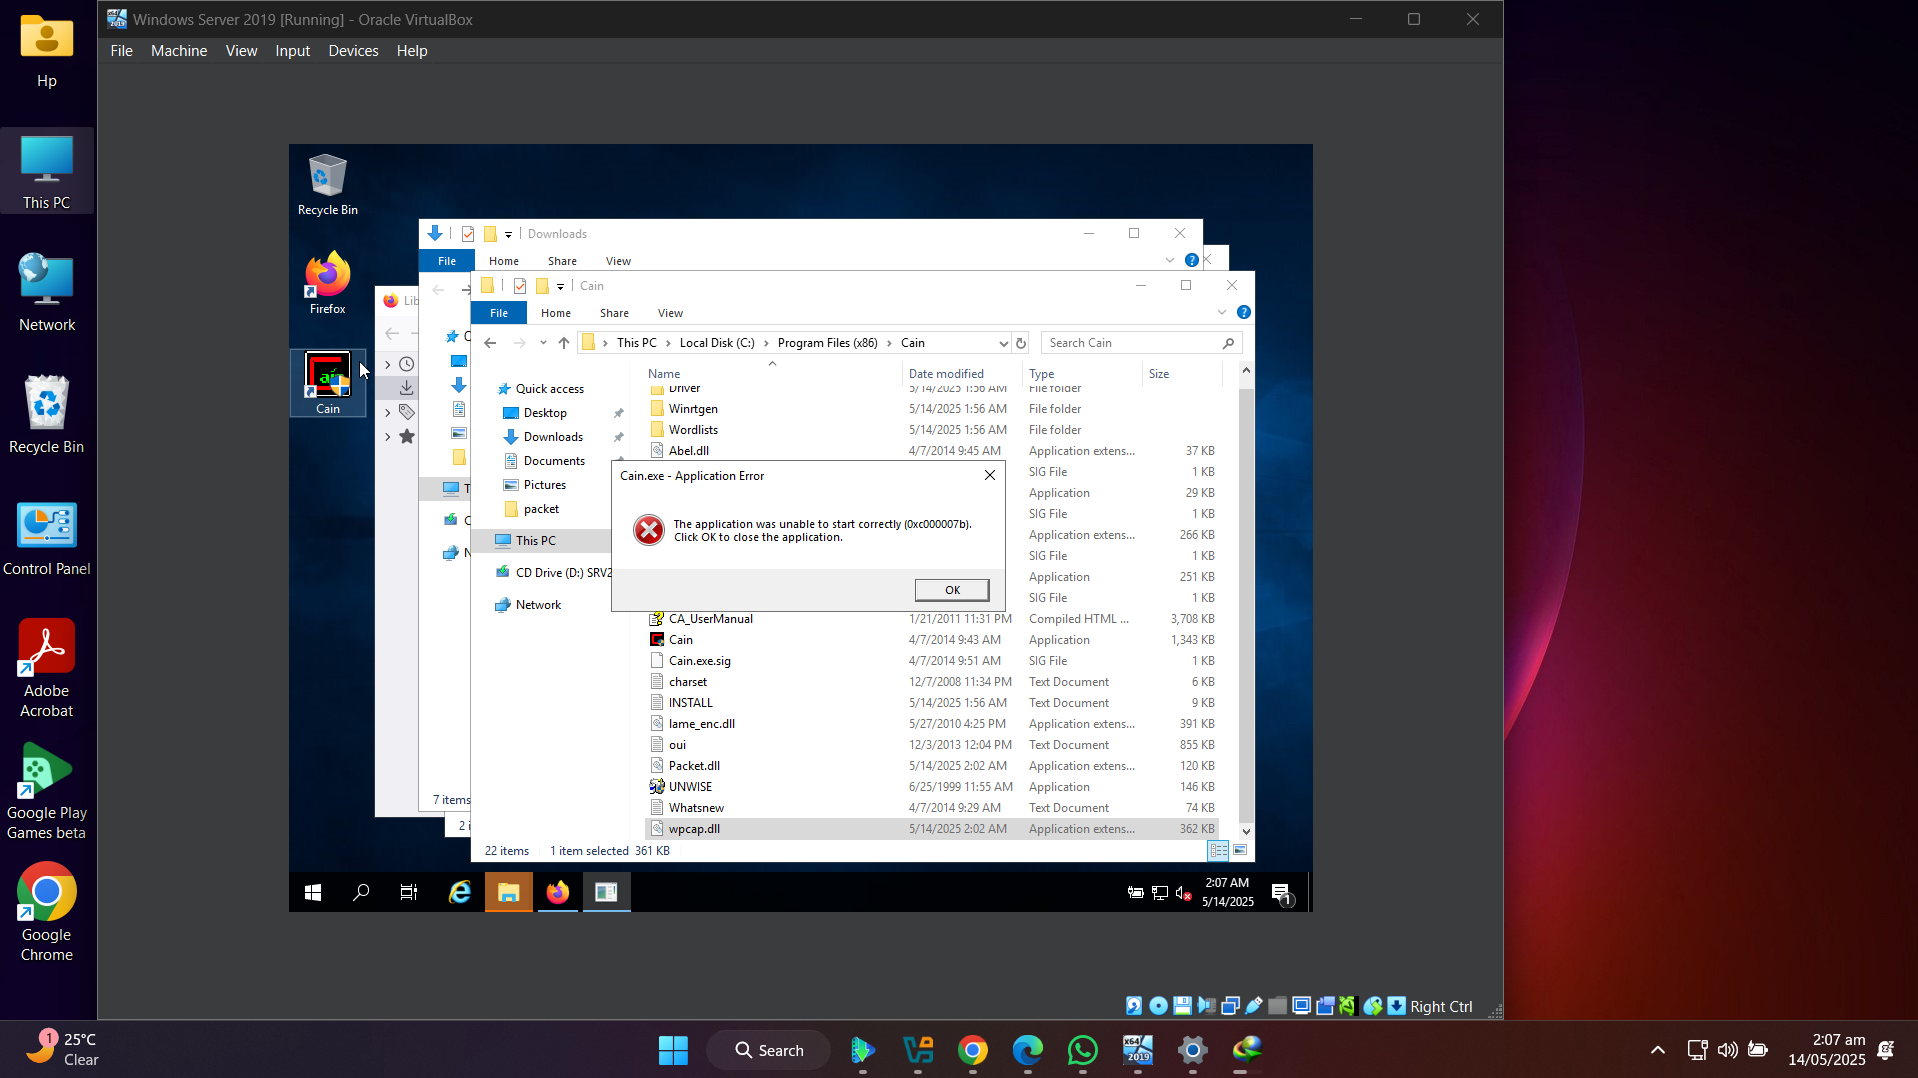 Windows Server 2019 [Running] - Oracle VirtualBox
File Machine View Input Devices Help
Hp
This PC
Network
Recycle Bin
Control Panel
Adobe
Acrobat
Google Play
Games beta
Google
Chrome
Recycle Bin
Firefox
Cain
Lib
Downloads
File Home Share View
7 items
2 i
Cain
File Home Share View
This PC > Local Disk (C:) > Program Files (x86) > Cain
Search Cain
Quick access
Desktop
Downloads
Documents
Pictures
packet
This PC
CD Drive (D:) SRV2
Network
Name Date modified Type Size
Driver 5/14/2025 1:56 AM File folder
Winrtgen 5/14/2025 1:56 AM File folder
Wordlists 5/14/2025 1:56 AM File folder
Abel.dll 4/7/2014 9:45 AM Application extens... 37 KB
SIG File 1 KB
Application 29 KB
SIG File 1 KB
Application extens... 266 KB
SIG File 1 KB
Application 251 KB
SIG File 1 KB
CA_UserManual 1/21/2011 11:31 PM Compiled HTML ... 3,708 KB
Cain 4/7/2014 9:43 AM Application 1,343 KB
Cain.exe.sig 4/7/2014 9:51 AM SIG File 1 KB
charset 12/7/2008 11:34 PM Text Document 6 KB
INSTALL 5/14/2025 1:56 AM Text Document 9 KB
lame_enc.dll 5/27/2010 4:25 PM Application extens... 391 KB
oui 12/3/2013 12:04 PM Text Document 855 KB
Packet.dll 5/14/2025 2:02 AM Application extens... 120 KB
UNWISE 6/25/1999 11:55 AM Application 146 KB
Whatsnew 4/7/2014 9:29 AM Text Document 74 KB
wpcap.dll 5/14/2025 2:02 AM Application extens... 362 KB
22 items 1 item selected 361 KB
Cain.exe - Application Error
The application was unable to start correctly (0xc000007b).
Click OK to close the application.
OK
2:07 AM
5/14/2025
1
Right Ctrl
1
25°C
Clear
Search
x64
2019
2:07 am
14/05/2025